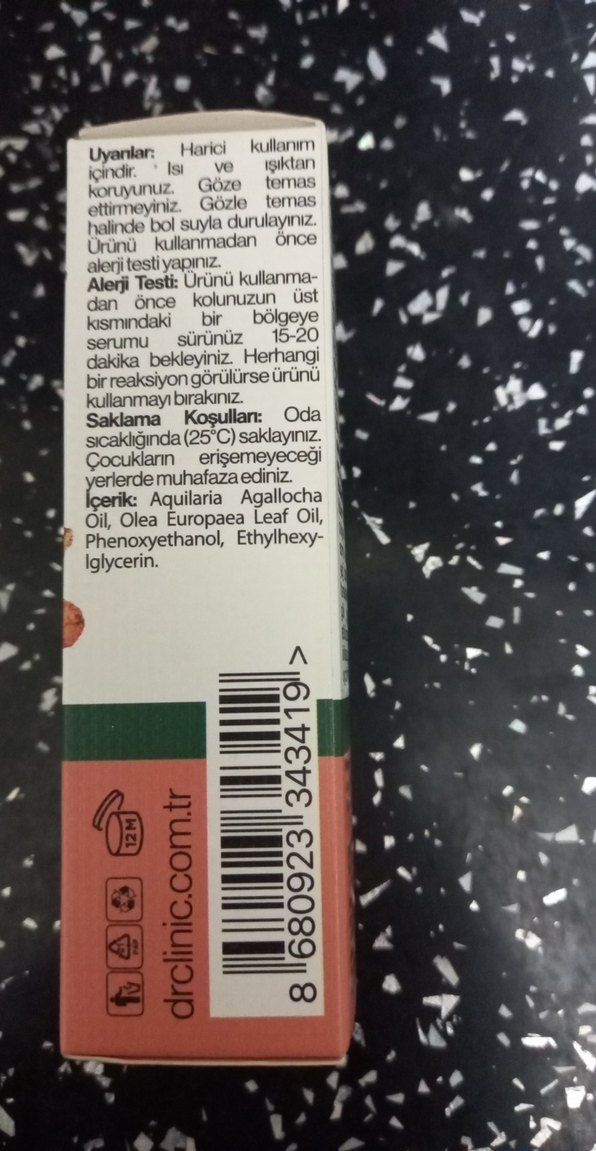 Uyarılar: Harici kullanım
içindir. Isı ve ışıktan
koruyunuz. Göze temas
ettirmeyiniz. Gözle temas
halinde bol suyla durulayınız.
Ürünü kullanmadan önce
alerji testi yapınız.
Alerji Testi: Ürünü kullanma-
dan önce kolunuzun üst
kısmındaki bir bölgeye
serumu sürünüz 15-20
dakika bekleyiniz. Herhangi
bir reaksiyon görülürse ürünü
kullanmayı bırakınız.
Saklama Koşulları: Oda
sıcaklığında (25°C) saklayınız.
Çocukların erişemeyeceği
yerlerde muhafaza ediniz.
İçerik: Aquilaria Agallocha
Oil, Olea Europaea Leaf Oil,
Phenoxyethanol, Ethylhexy-
lglycerin.
12M
21
PAP
drclinic.com.tr
8 680923 343419 >